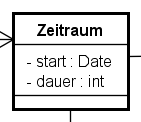 Zeitraum
- start : Date
- dauer : int